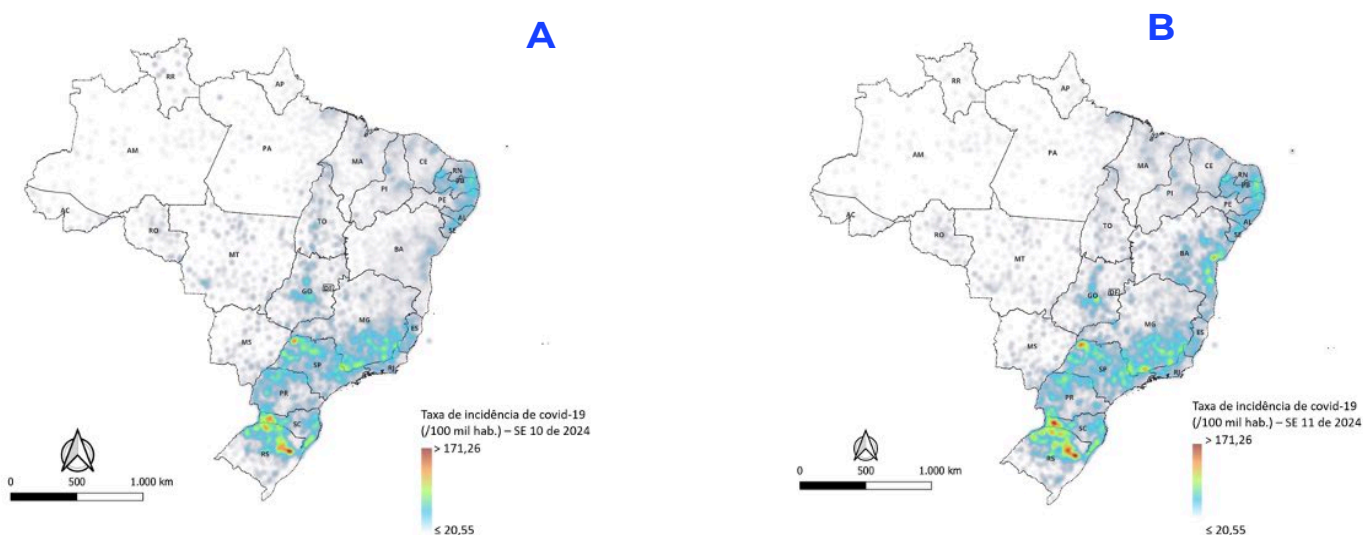 A
RR
AP
AM
PA
MA
CE
RN
PB
PI
PE
AL
SE
AC
RO
TO
BA
MT
GO
DF
MG
ES
MS
SP
RJ
PR
SC
RS
Taxa de incidência de covid-19
(/100 mil hab.) – SE 10 de 2024
> 171,26
≤ 20,55
0 500 1.000 km
B
RR
AP
AM
PA
MA
CE
RN
PB
PI
PE
AL
SE
AC
RO
TO
BA
MT
GO
DF
MG
ES
MS
SP
RJ
PR
SC
RS
Taxa de incidência de covid-19
(/100 mil hab.) – SE 11 de 2024
> 171,26
≤ 20,55
0 500 1.000 km